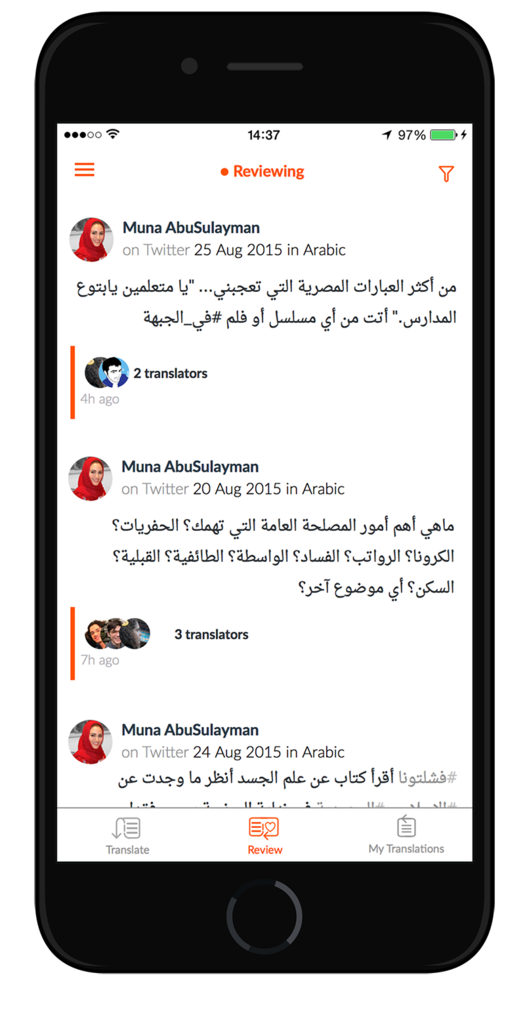 14:37
97%
Reviewing
Muna AbuSulayman
on Twitter 25 Aug 2015 in Arabic
من أكثر العبارات المصرية التي تعجبني... "يا متعلمين يابتوع
المدارس." أتت من أي مسلسل أو فلم #في_الجبهة
2 translators
4h ago
Muna AbuSulayman
on Twitter 20 Aug 2015 in Arabic
ماهي أهم أمور المصلحة العامة التي تهمك؟ الحفريات؟
الكرونا؟ الرواتب؟ الفساد؟ الواسطة؟ الطائفية؟ القبلية؟
السكن؟ أي موضوع آخر؟
3 translators
7h ago
Muna AbuSulayman
on Twitter 24 Aug 2015 in Arabic
#فشلتونا أقرأ كتاب عن علم الجسد أنظر ما وجدت عن
Translate
Review
My Translations